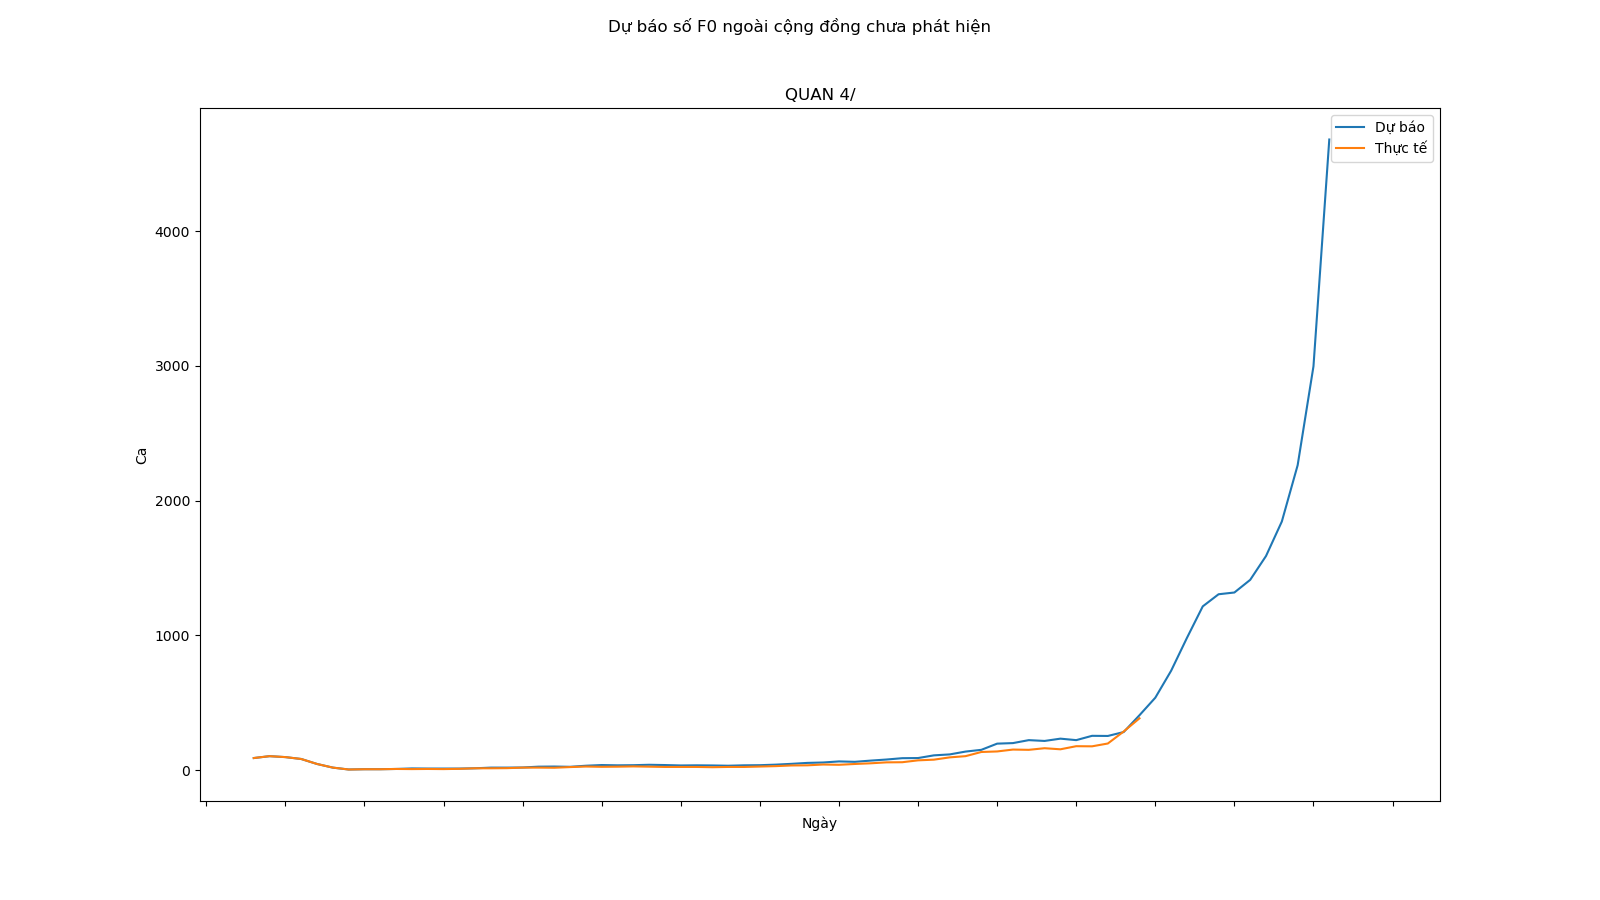 Dự báo số F0 ngoài cộng đồng chưa phát hiện
QUAN 4/
Dự báo
Thực tế
4000
3000
2000
1000
0
Ca
Ngày